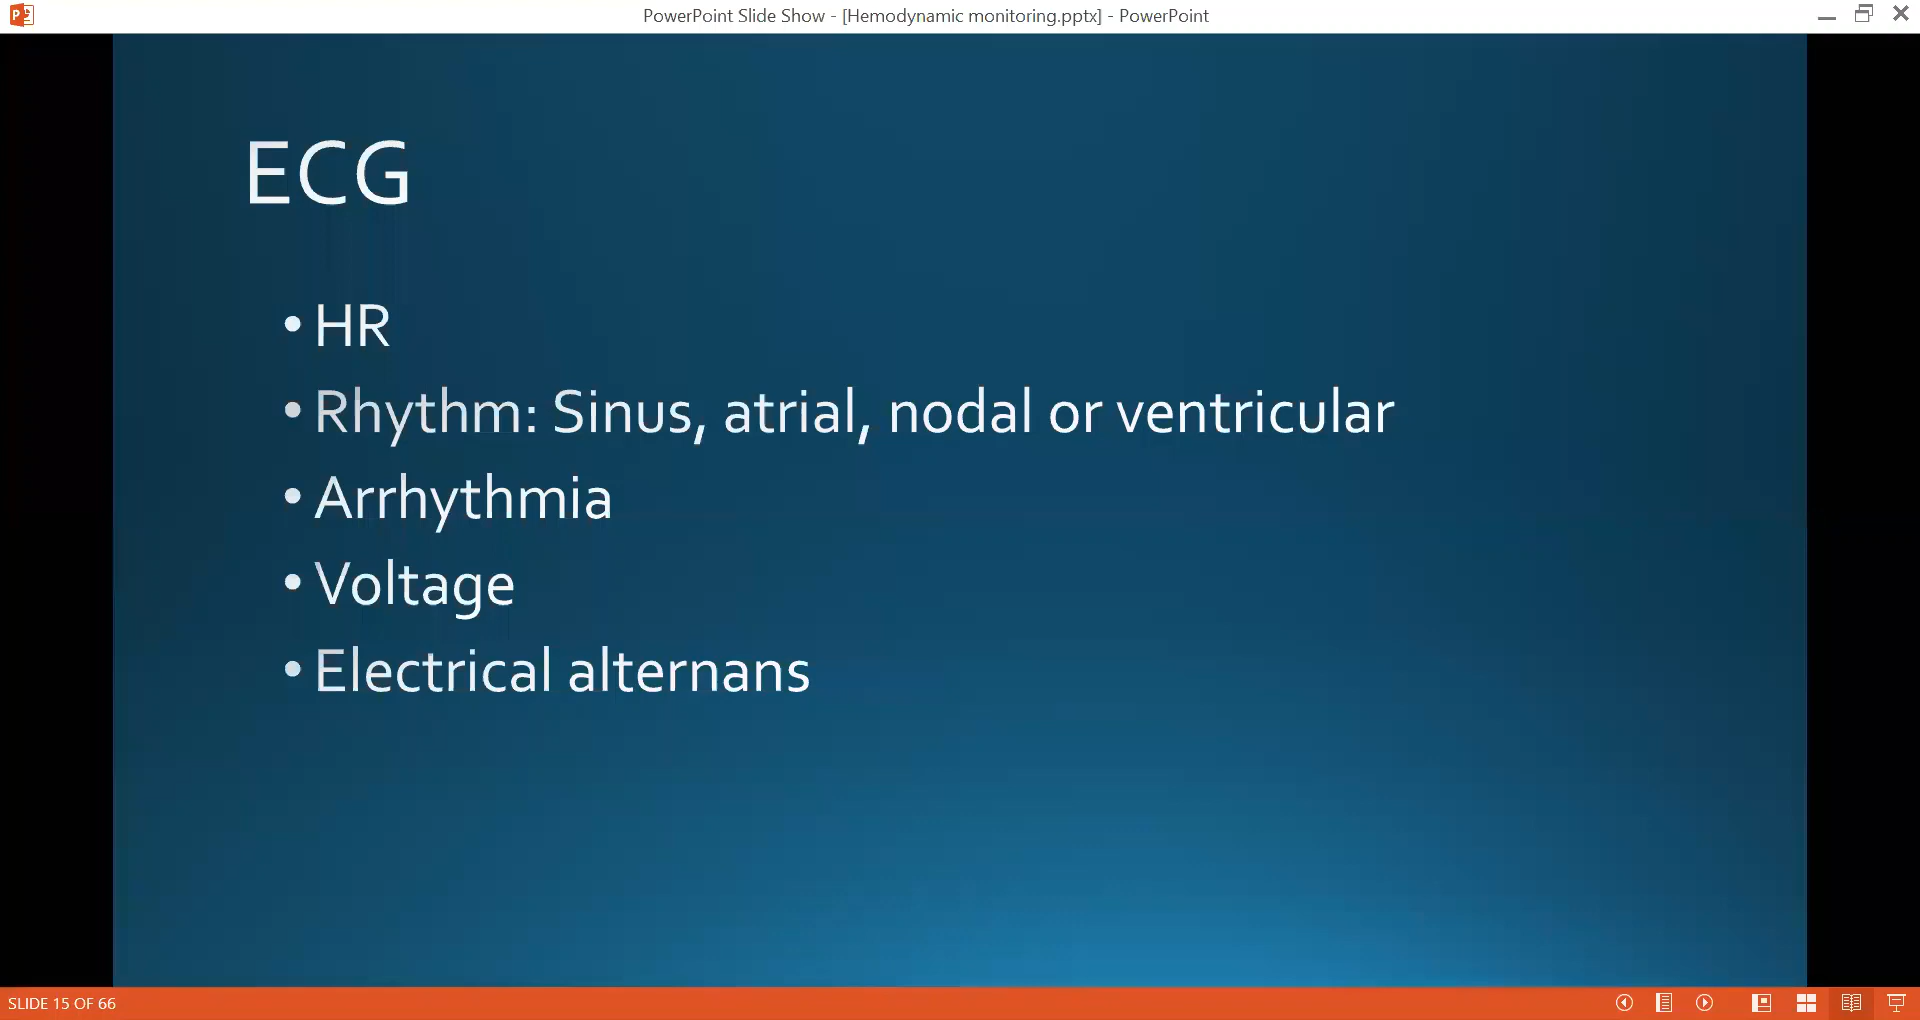 PowerPoint Slide Show - [Hemodynamic monitoring.pptx] - PowerPoint
ECG
• HR
• Rhythm: Sinus, atrial, nodal or ventricular
• Arrhythmia
• Voltage
• Electrical alternans
SLIDE 15 OF 66